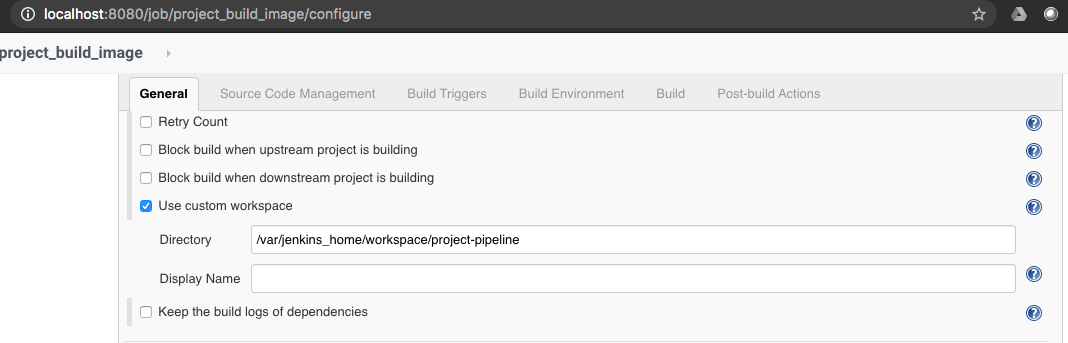 localhost:8080/job/project_build_image/configure
project_build_image
General Source Code Management Build Triggers Build Environment Build Post-build Actions
Retry Count ?
Block build when upstream project is building ?
Block build when downstream project is building ?
Use custom workspace ?
Directory /var/jenkins_home/workspace/project-pipeline
Display Name ?
Keep the build logs of dependencies ?